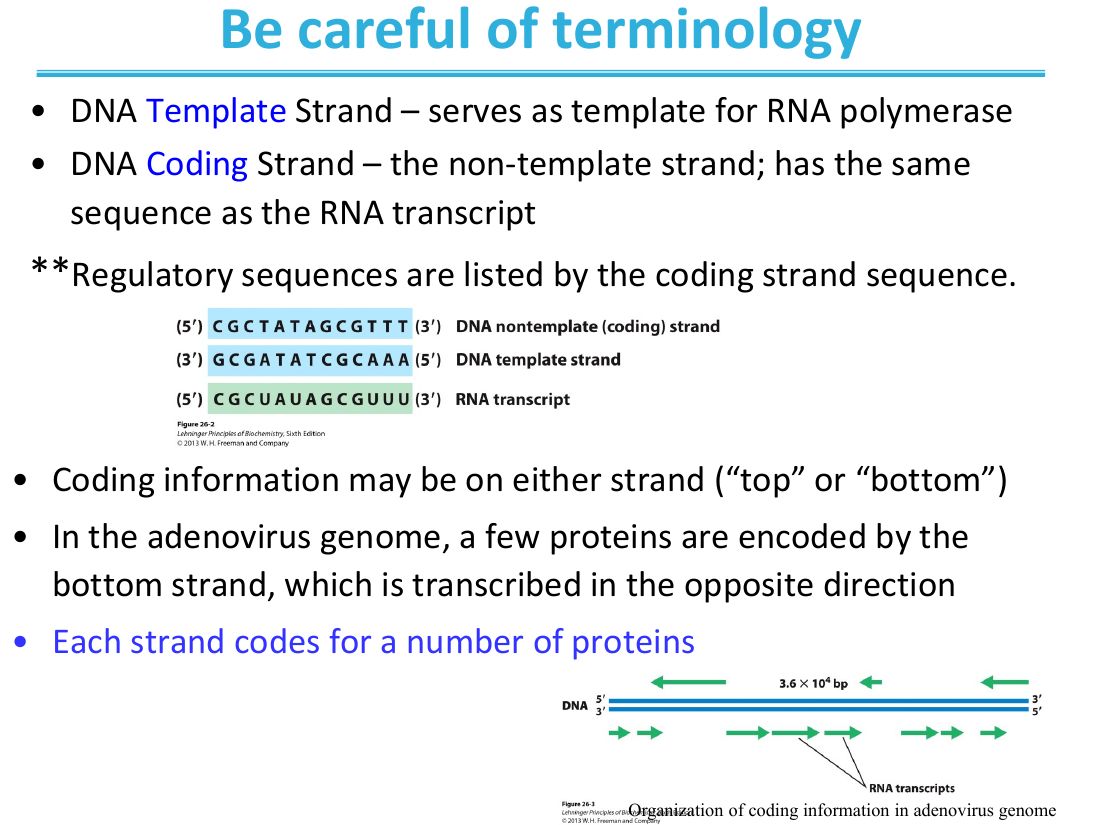 Be careful of terminology
• DNA Template Strand – serves as template for RNA polymerase
• DNA Coding Strand – the non-template strand; has the same
sequence as the RNA transcript
**Regulatory sequences are listed by the coding strand sequence.
(5′) CGCTATAGCGTTT (3′) DNA nontemplate (coding) strand
(3′) GCGATATCGCAAA (5′) DNA template strand
(5′) CGCUAUAGCGUUU (3′) RNA transcript
Figure 26-2
Lehninger Principles of Biochemistry, Sixth Edition
© 2013 W. H. Freeman and Company
• Coding information may be on either strand (“top” or “bottom”)
• In the adenovirus genome, a few proteins are encoded by the
bottom strand, which is transcribed in the opposite direction
• Each strand codes for a number of proteins
3.6 × 10⁴ bp
DNA 5′ 3′
3′ 5′
RNA transcripts
Figure 26-3
Lehninger Principles of
Organization of coding information in adenovirus genome
© 2013 W. H. Freeman and Company